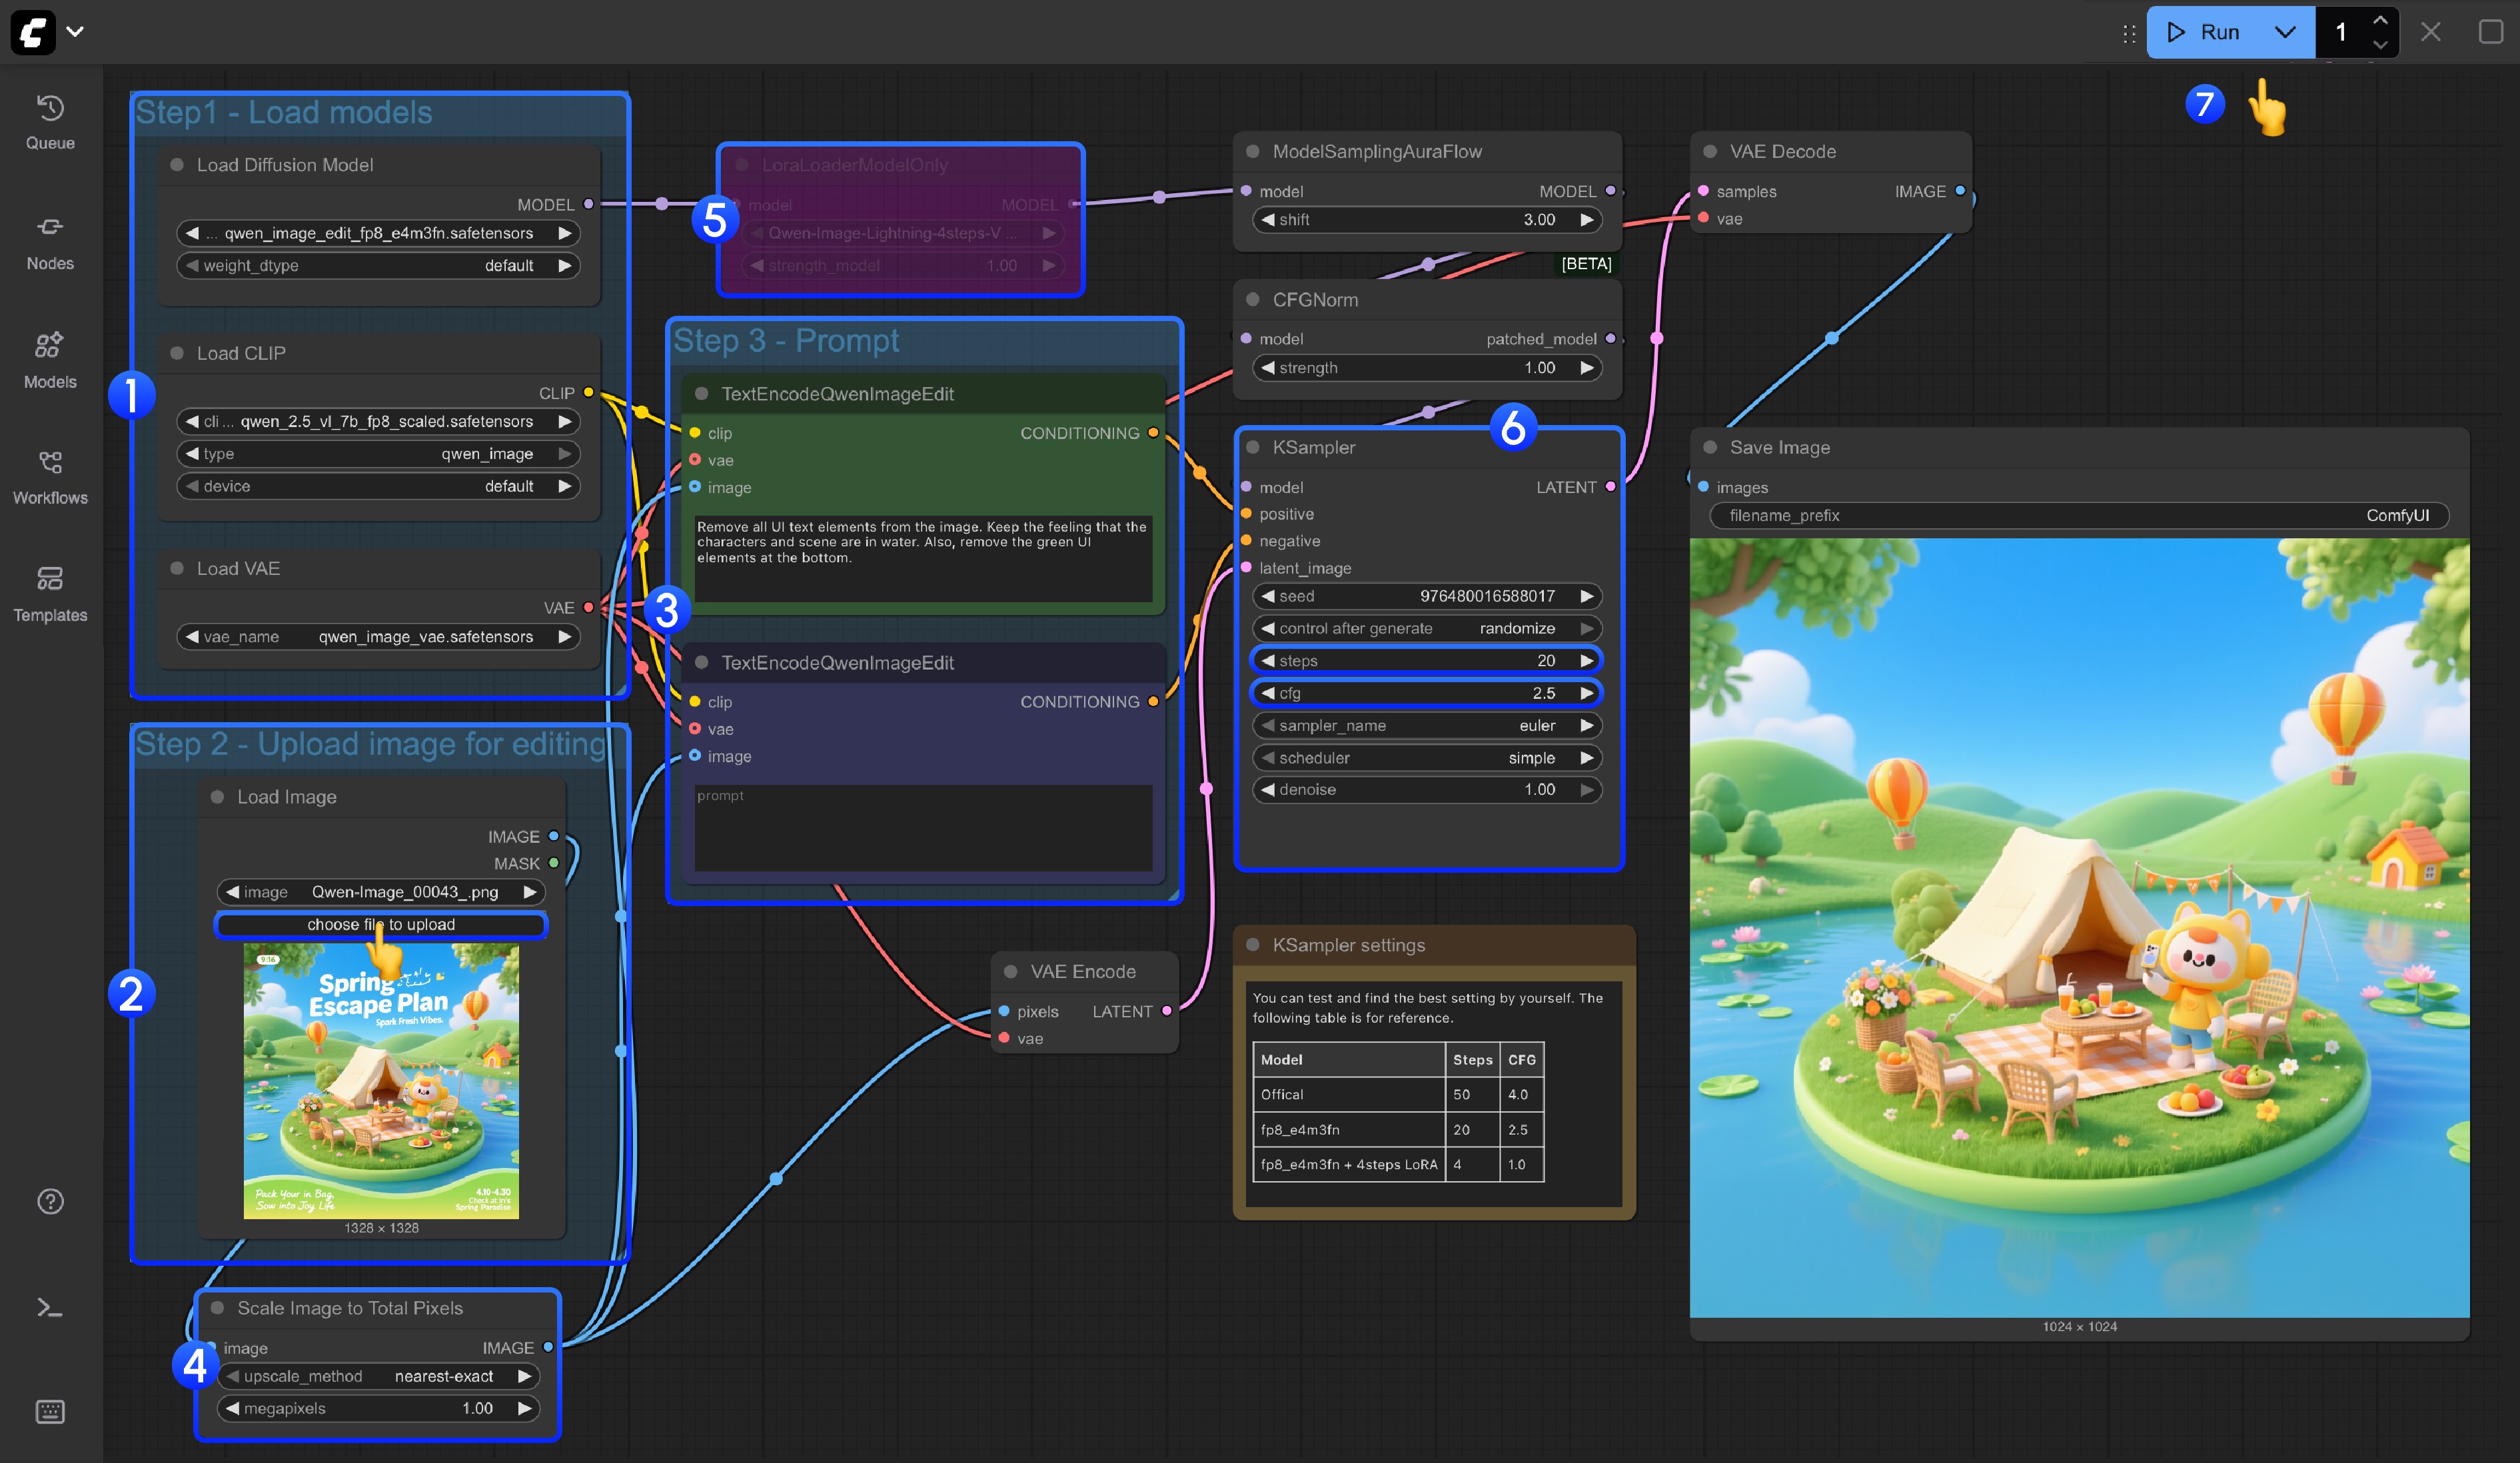 Run
1
7
Queue
Nodes
Models
Workflows
Templates
Step1 - Load models
Load Diffusion Model
MODEL
... qwen_image_edit_fp8_e4m3fn.safetensors
weight_dtype default
1
Load CLIP
CLIP
cli ... qwen_2.5_vl_7b_fp8_scaled.safetensors
type qwen_image
device default
Load VAE
VAE
vae_name qwen_image_vae.safetensors
Step 2 - Upload image for editing
Load Image
IMAGE
MASK
image Qwen-Image_00043_.png
choose file to upload
2
9:16
Spring
Escape Plan
Spark Fresh Vibes.
Pack Your in Bag,
Sow into Joy Life
4.10-4.30
Check at in's
Spring Paradise
1328 × 1328
Scale Image to Total Pixels
4
image IMAGE
upscale_method nearest-exact
megapixels 1.00
5
LoraLoaderModelOnly
model MODEL
Qwen-Image-Lightning-4steps-V ...
strength_model 1.00
Step 3 - Prompt
3
TextEncodeQwenImageEdit
clip CONDITIONING
vae
image
Remove all UI text elements from the image. Keep the feeling that the
characters and scene are in water. Also, remove the green UI
elements at the bottom.
TextEncodeQwenImageEdit
clip CONDITIONING
vae
image
prompt
VAE Encode
pixels LATENT
vae
ModelSamplingAuraFlow
model MODEL
shift 3.00
[BETA]
CFGNorm
model patched_model
strength 1.00
6
KSampler
model LATENT
positive
negative
latent_image
seed 976480016588017
control after generate randomize
steps 20
cfg 2.5
sampler_name euler
scheduler simple
denoise 1.00
KSampler settings
You can test and find the best setting by yourself. The
following table is for reference.
Model Steps CFG
Offical 50 4.0
fp8_e4m3fn 20 2.5
fp8_e4m3fn + 4steps LoRA 4 1.0
VAE Decode
samples IMAGE
vae
Save Image
images
filename_prefix ComfyUI
1024 × 1024